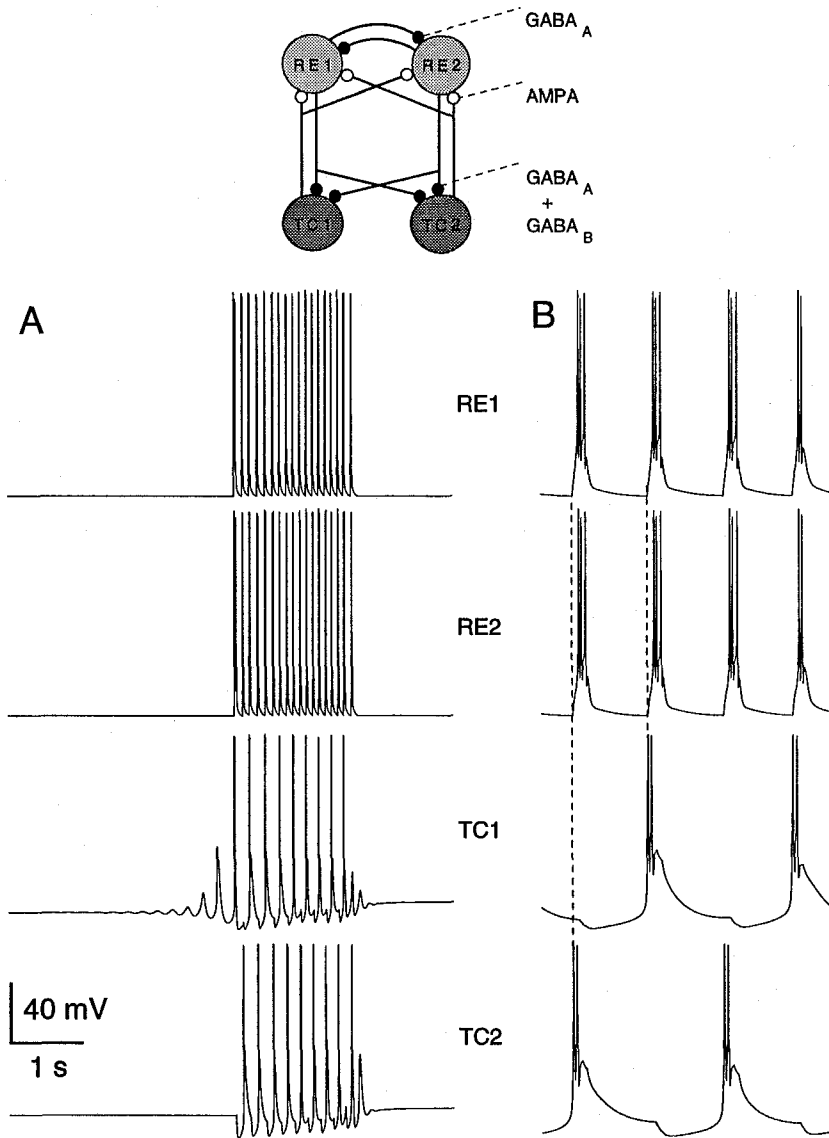 GABA A
RE1
RE2
AMPA
GABA A
+
GABA B
TC1
TC2
A
B
RE1
RE2
TC1
TC2
40 mV
1 s